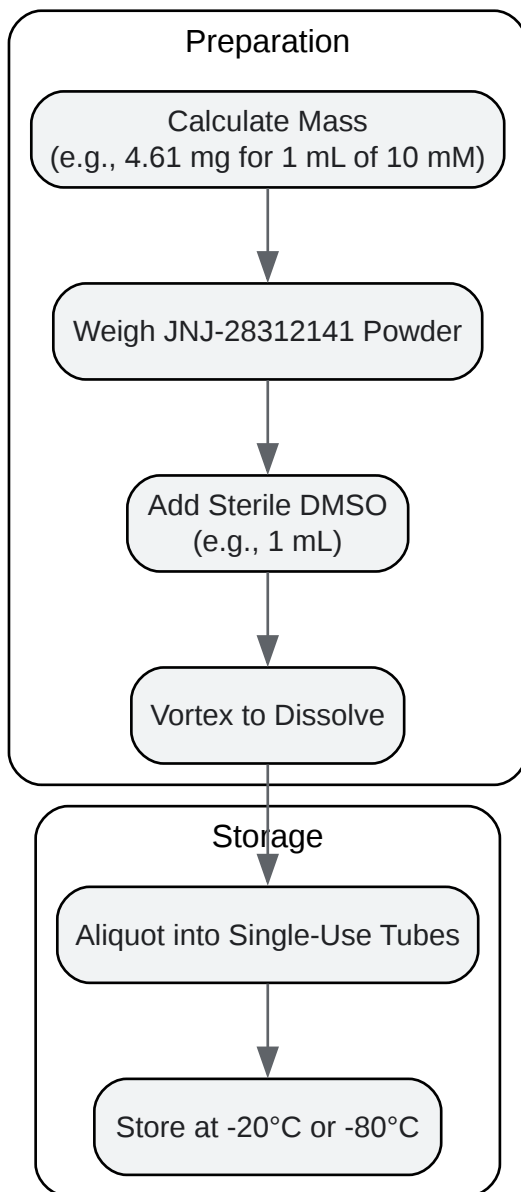 Preparation
Calculate Mass
(e.g., 4.61 mg for 1 mL of 10 mM)
Weigh JNJ-28312141 Powder
Add Sterile DMSO
(e.g., 1 mL)
Vortex to Dissolve
Storage
Aliquot into Single-Use Tubes
Store at -20°C or -80°C